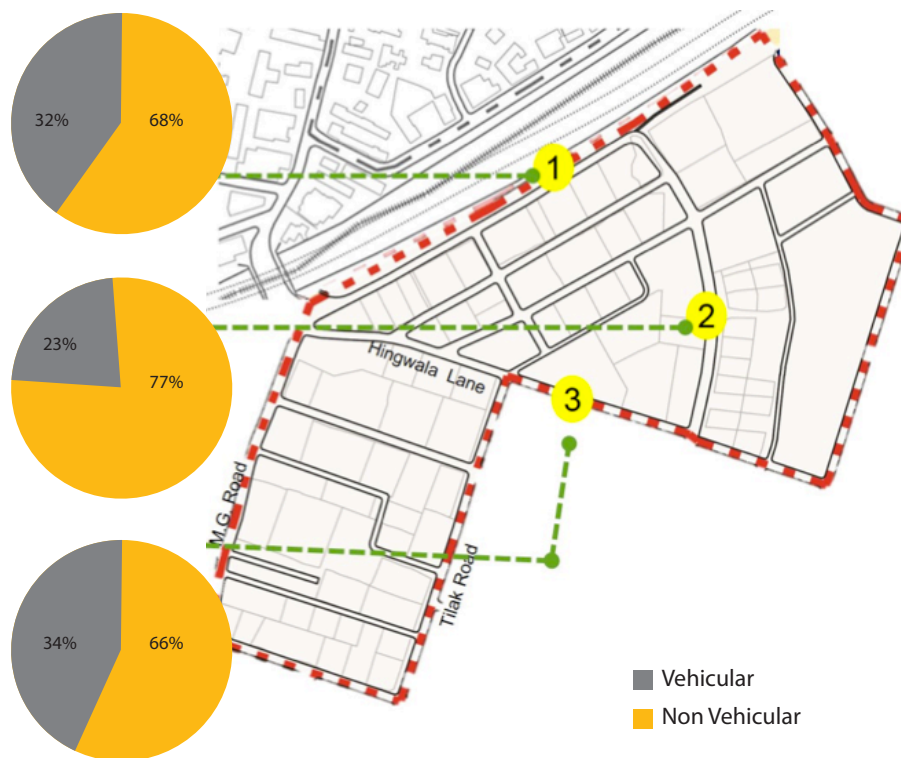 32%
68%
1
23%
77%
2
Hingwala Lane
3
M.G. Road
Tilak Road
34%
66%
Vehicular
Non Vehicular